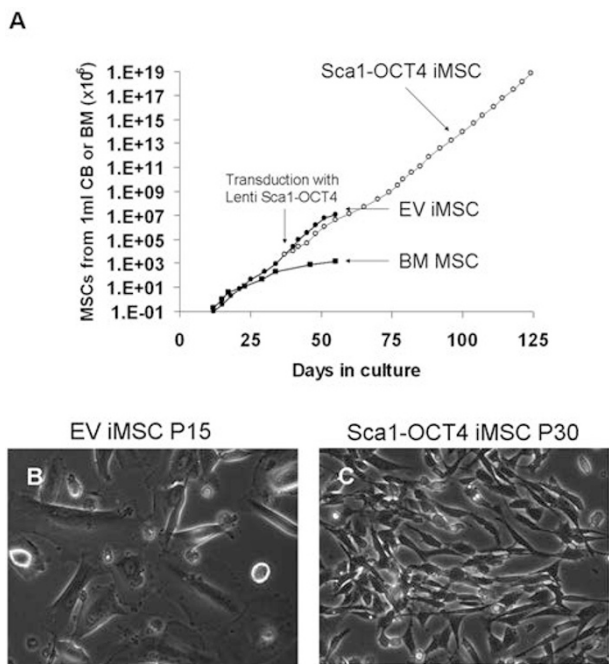 A
MSCs from 1ml CB or BM (x10⁶)
1.E+19
1.E+17
1.E+15
1.E+13
1.E+11
1.E+09
1.E+07
1.E+05
1.E+03
1.E+01
1.E-01
Sca1-OCT4 iMSC
Transduction with
Lenti Sca1-OCT4
EV iMSC
BM MSC
0 25 50 75 100 125
Days in culture
EV iMSC P15
Sca1-OCT4 iMSC P30
B
C